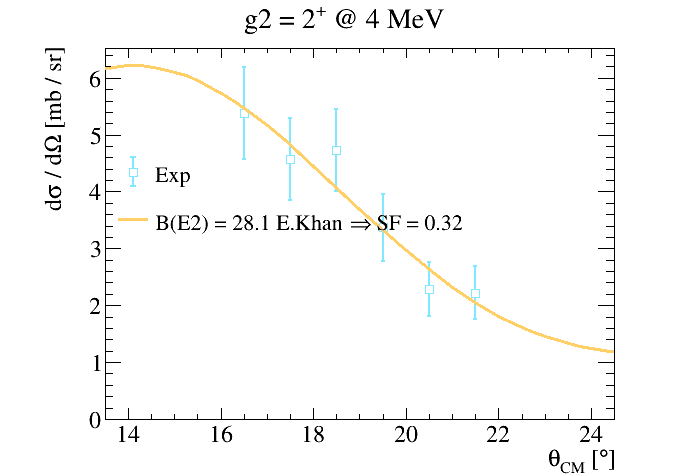 g2 = 2⁺ @ 4 MeV
dσ / dΩ [mb / sr]
6
5
4
3
2
1
0
Exp
B(E2) = 28.1 E.Khan ⇒ SF = 0.32
14 16 18 20 22 24
θ_CM [°]